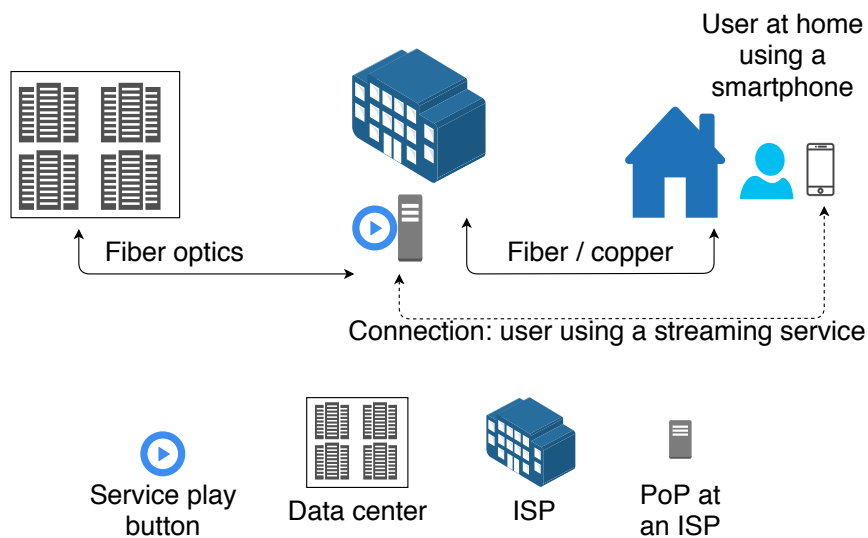 User at home
using a
smartphone
Fiber optics
Fiber / copper
Connection: user using a streaming service
Service play
button
Data center
ISP
PoP at
an ISP